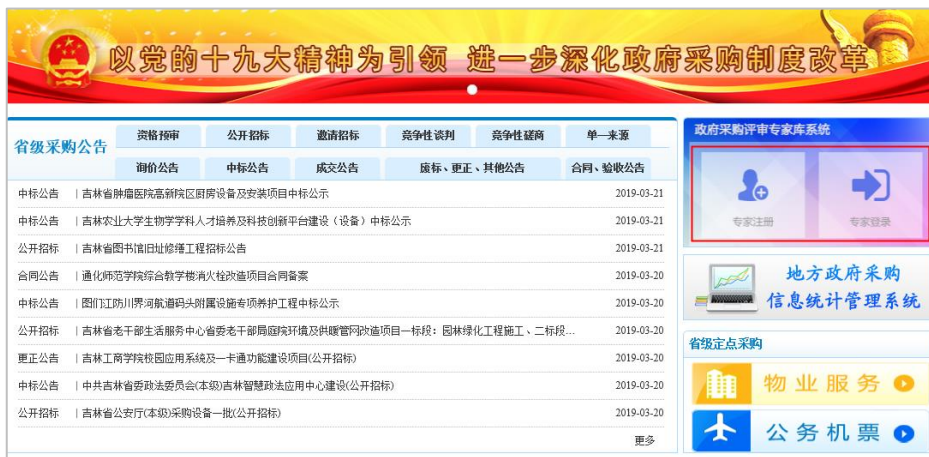 以党的十九大精神为引领 进一步深化政府采购制度改革
省级采购公告
资格预审 公开招标 邀请招标 竞争性谈判 竞争性磋商 单一来源
询价公告 中标公告 成交公告 废标、更正、其他公告 合同、验收公告
中标公告 | 吉林省肿瘤医院高新院区厨房设备及安装项目中标公示 2019-03-21
中标公告 | 吉林农业大学生物学学科人才培养及科技创新平台建设（设备）中标公示 2019-03-21
公开招标 | 吉林省图书馆旧址修缮工程招标公告 2019-03-21
合同公告 | 通化师范学院综合教学楼消火栓改造项目合同备案 2019-03-20
中标公告 | 图们江防川界河航道码头附属设施专项养护工程中标公示 2019-03-20
公开招标 | 吉林省老干部生活服务中心省委老干部局庭院环境及供暖管网改造项目一标段：园林绿化工程施工、二标段... 2019-03-20
更正公告 | 吉林工商学院校园应用系统及一卡通功能建设项目(公开招标) 2019-03-20
中标公告 | 中共吉林省委政法委员会(本级)吉林智慧政法应用中心建设(公开招标) 2019-03-20
公开招标 | 吉林省公安厅(本级)采购设备一批(公开招标) 2019-03-20
更多
政府采购评审专家库系统
专家注册 专家登录
地方政府采购
信息统计管理系统
省级定点采购
物业服务
公务机票